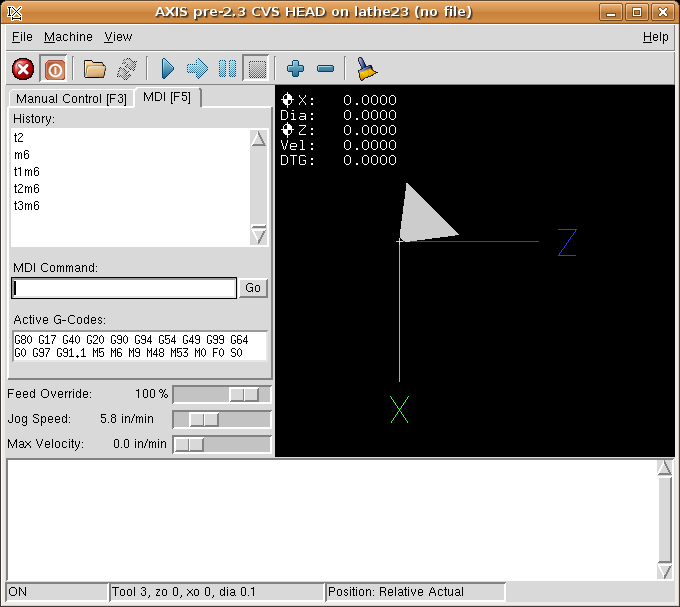 AXIS pre-2.3 CVS HEAD on lathe23 (no file)
File Machine View Help
Manual Control [F3] MDI [F5]
History:
t2
m6
t1m6
t2m6
t3m6
MDI Command:
Go
Active G-Codes:
G80 G17 G40 G20 G90 G94 G54 G49 G99 G64
G0 G97 G91.1 M5 M6 M9 M48 M53 M0 F0 S0
Feed Override: 100 %
Jog Speed: 5.8 in/min
Max Velocity: 0.0 in/min
X: 0.0000
Dia: 0.0000
Z: 0.0000
Vel: 0.0000
DTG: 0.0000
Z
X
ON Tool 3, zo 0, xo 0, dia 0.1 Position: Relative Actual